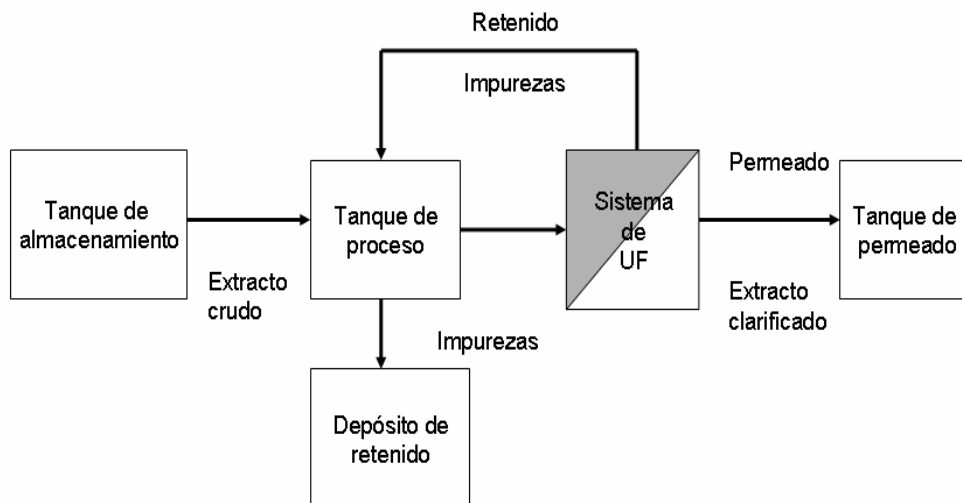 Retenido
Impurezas
Tanque de
almacenamiento
Extracto
crudo
Tanque de
proceso
Sistema
de
UF
Permeado
Extracto
clarificado
Tanque de
permeado
Impurezas
Depósito de
retenido